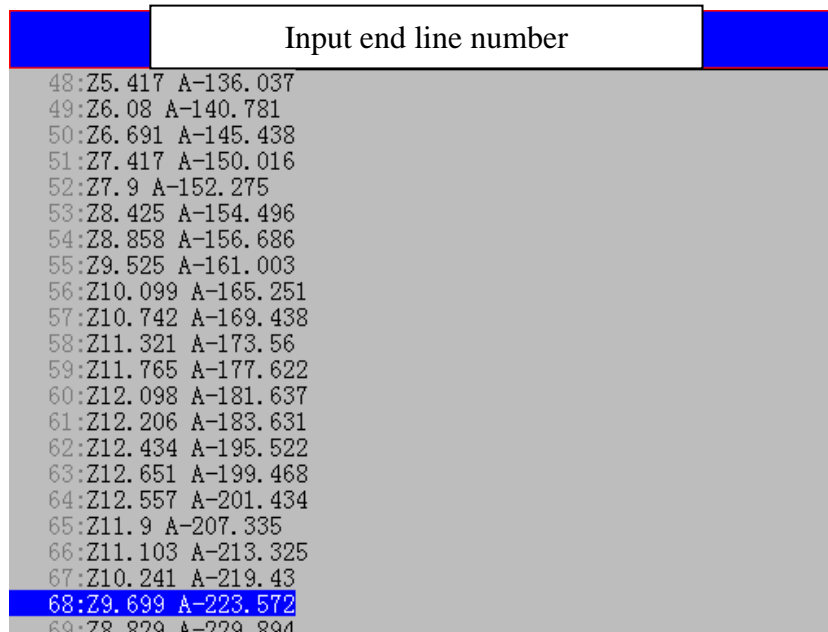 Input end line number
48:Z5.417 A-136.037
49:Z6.08 A-140.781
50:Z6.691 A-145.438
51:Z7.417 A-150.016
52:Z7.9 A-152.275
53:Z8.425 A-154.496
54:Z8.858 A-156.686
55:Z9.525 A-161.003
56:Z10.099 A-165.251
57:Z10.742 A-169.438
58:Z11.321 A-173.56
59:Z11.765 A-177.622
60:Z12.098 A-181.637
61:Z12.206 A-183.631
62:Z12.434 A-195.522
63:Z12.651 A-199.468
64:Z12.557 A-201.434
65:Z11.9 A-207.335
66:Z11.103 A-213.325
67:Z10.241 A-219.43
68:Z9.699 A-223.572
69:Z8.829 A-229.894